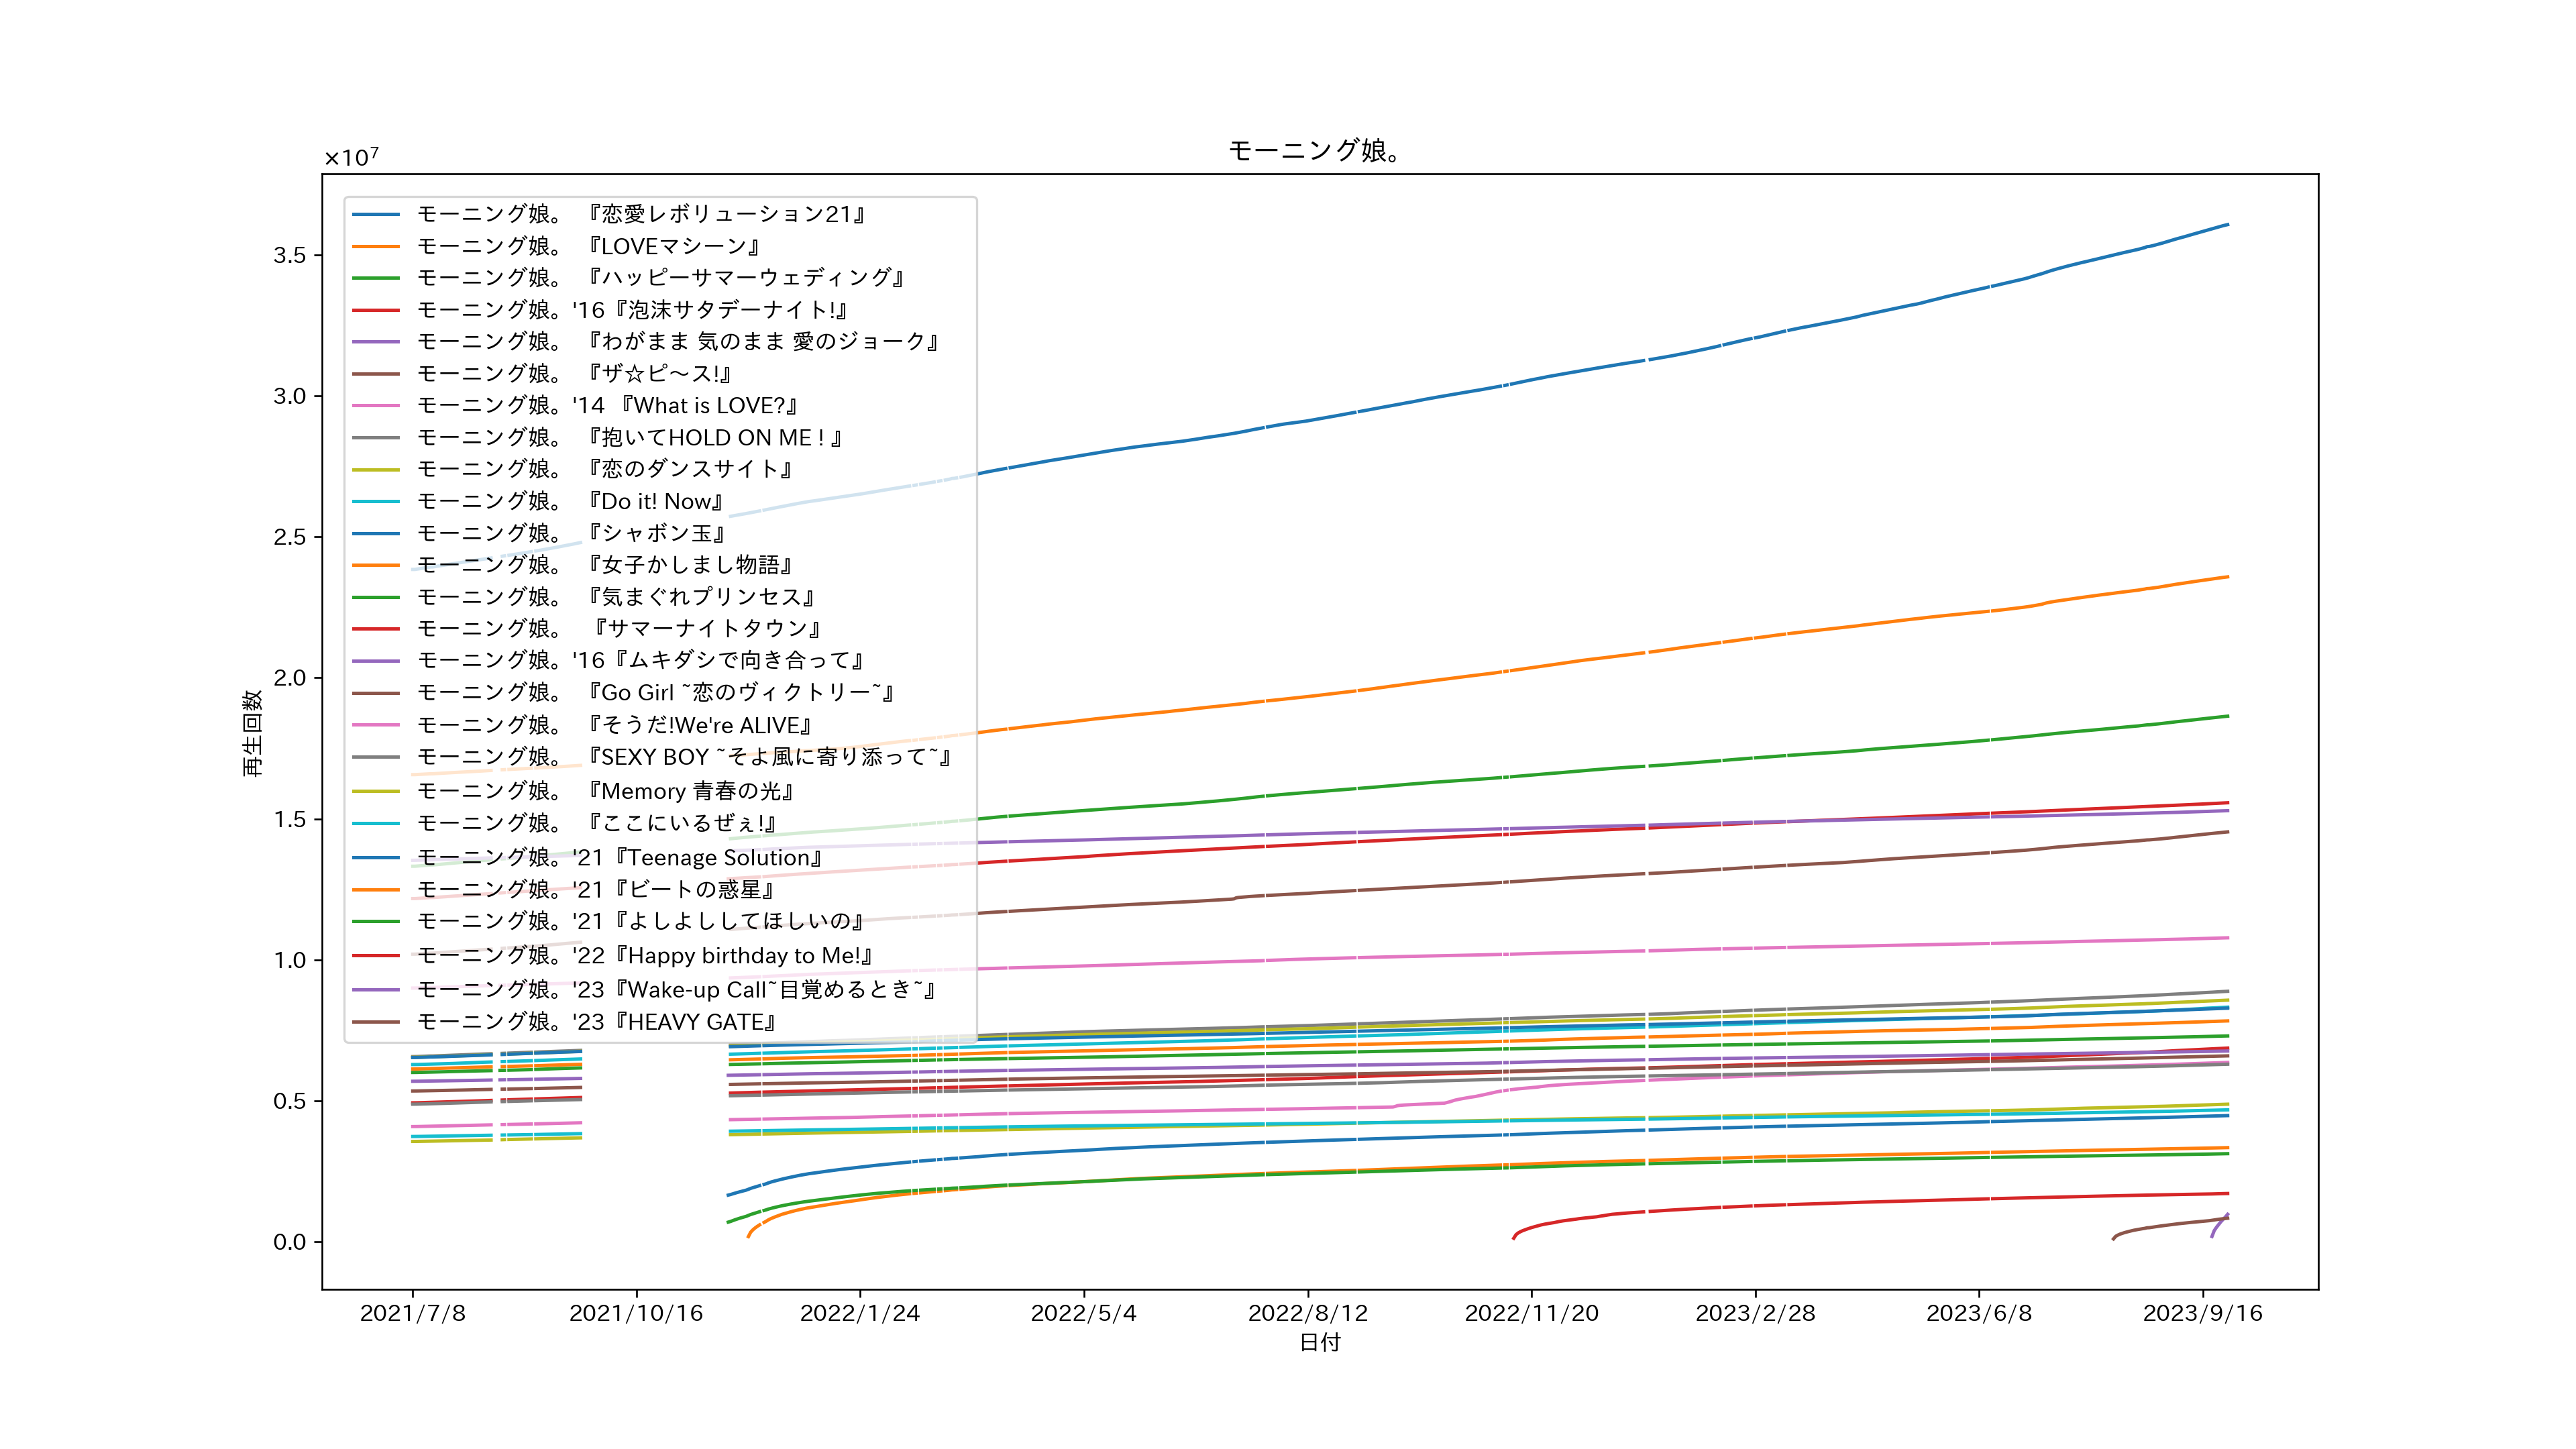 モーニング娘。
×10⁷
3.5
3.0
2.5
2.0
1.5
1.0
0.5
0.0
再生回数
モーニング娘。 『恋愛レボリューション21』
モーニング娘。 『LOVEマシーン』
モーニング娘。 『ハッピーサマーウェディング』
モーニング娘。'16『泡沫サタデーナイト!』
モーニング娘。 『わがまま 気のまま 愛のジョーク』
モーニング娘。 『ザ☆ピ～ス!』
モーニング娘。'14 『What is LOVE?』
モーニング娘。 『抱いてHOLD ON ME ! 』
モーニング娘。 『恋のダンスサイト』
モーニング娘。 『Do it! Now』
モーニング娘。 『シャボン玉』
モーニング娘。 『女子かしまし物語』
モーニング娘。 『気まぐれプリンセス』
モーニング娘。 『サマーナイトタウン』
モーニング娘。'16『ムキダシで向き合って』
モーニング娘。 『Go Girl ~恋のヴィクトリー~』
モーニング娘。 『そうだ!We're ALIVE』
モーニング娘。 『SEXY BOY ~そよ風に寄り添って~』
モーニング娘。 『Memory 青春の光』
モーニング娘。 『ここにいるぜぇ!』
モーニング娘。'21『Teenage Solution』
モーニング娘。'21『ビートの惑星』
モーニング娘。'21『よしよししてほしいの』
モーニング娘。'22『Happy birthday to Me!』
モーニング娘。'23『Wake-up Call~目覚めるとき~』
モーニング娘。'23『HEAVY GATE』
2021/7/8 2021/10/16 2022/1/24 2022/5/4 2022/8/12 2022/11/20 2023/2/28 2023/6/8 2023/9/16
日付